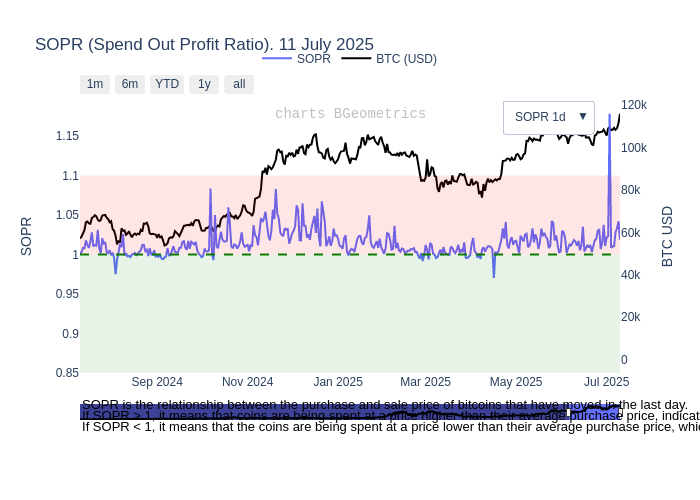 SOPR (Spend Out Profit Ratio). 11 July 2025
SOPR BTC (USD)
1m 6m YTD 1y all
charts BGeometrics
SOPR 1d ▼
1.15
1.1
1.05
1
0.95
0.9
0.85
SOPR
120k
100k
80k
60k
40k
20k
0
BTC USD
Sep 2024 Nov 2024 Jan 2025 Mar 2025 May 2025 Jul 2025
SOPR is the relationship between the purchase and sale price of bitcoins that have moved in the last day.
If SOPR > 1, it means that coins are being spent at a price higher than their average purchase price, indicat
If SOPR < 1, it means that the coins are being spent at a price lower than their average purchase price, whic